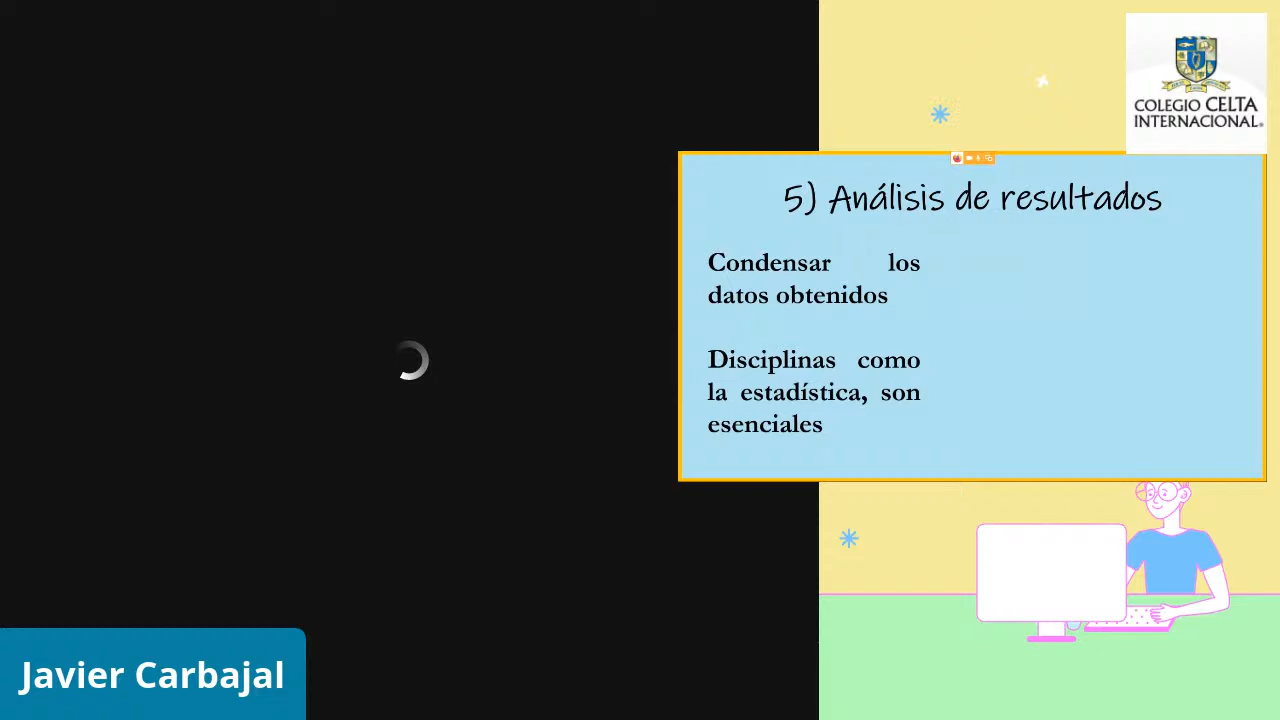 COLEGIO CELTA
INTERNACIONAL®
5) Análisis de resultados
Condensar los
datos obtenidos
Disciplinas como
la estadística, son
esenciales
Javier Carbajal